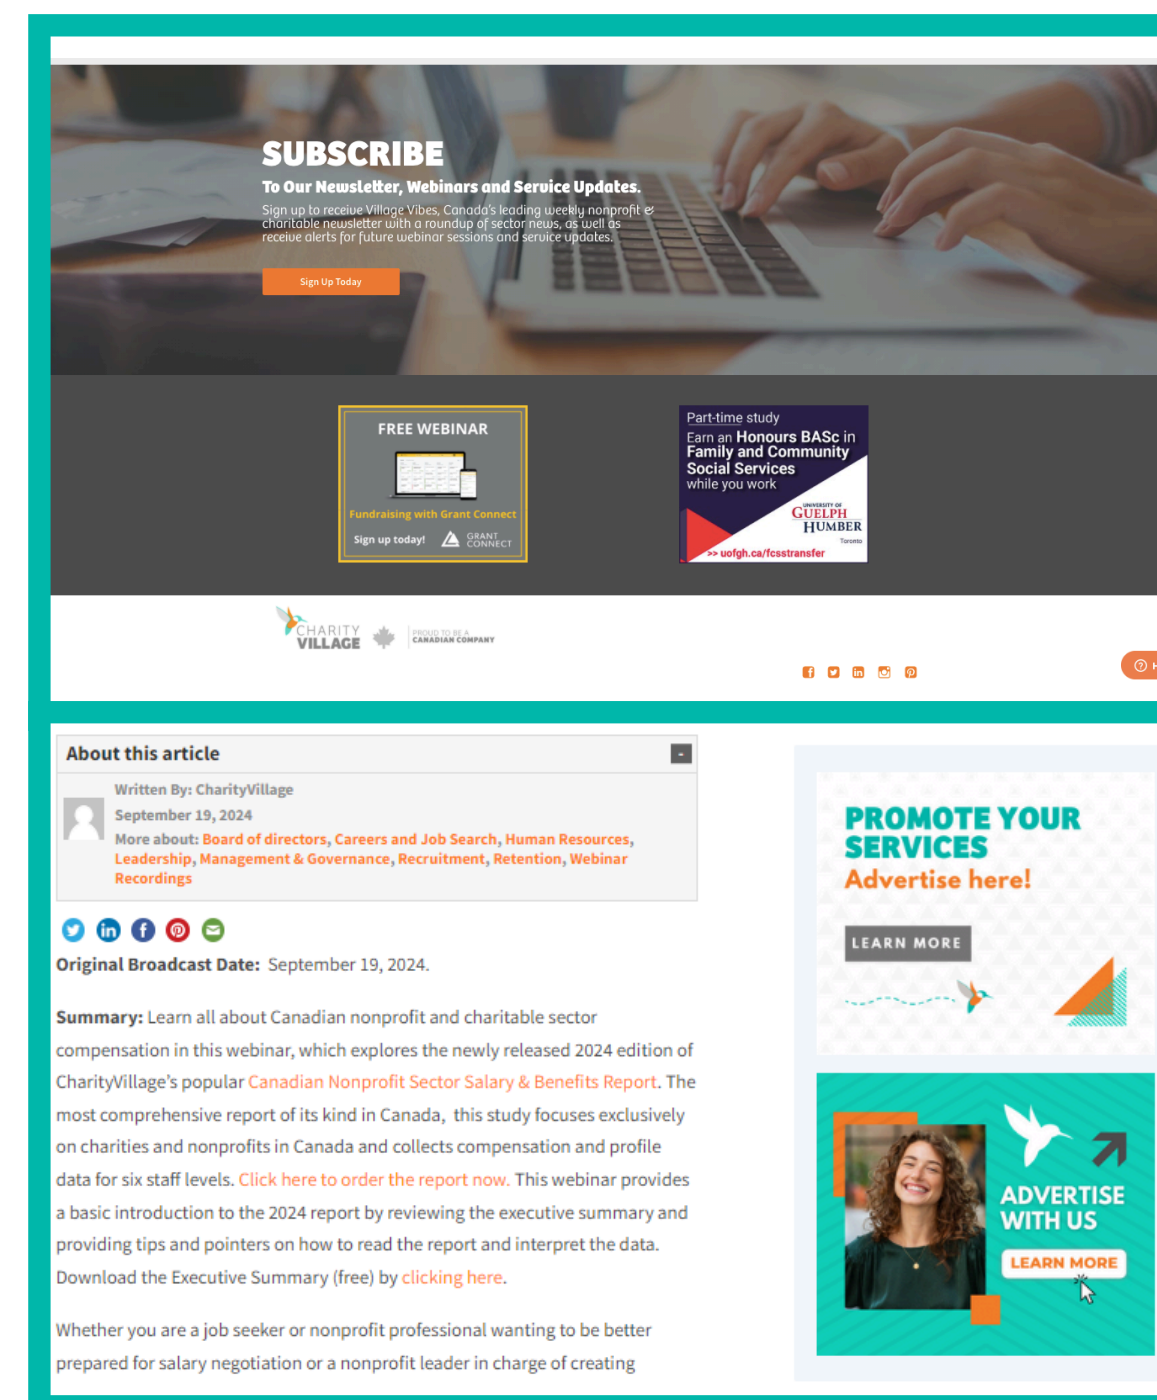 SUBSCRIBE
To Our Newsletter, Webinars and Service Updates.
Sign up to receive Village Vibes, Canada's leading weekly nonprofit &
charitable newsletter with a roundup of sector news, as well as
receive alerts for future webinar sessions and service updates.
Sign Up Today
FREE WEBINAR
Fundraising with Grant Connect
Sign up today!
GRANT
CONNECT
Part-time study
Earn an Honours BASc in
Family and Community
Social Services
while you work
UNIVERSITY OF
GUELPH
HUMBER
Toronto
>> uofgh.ca/fcsstransfer
CHARITY
VILLAGE
PROUD TO BE A
CANADIAN COMPANY
About this article
-
Written By: CharityVillage
September 19, 2024
More about: Board of directors, Careers and Job Search, Human Resources,
Leadership, Management & Governance, Recruitment, Retention, Webinar
Recordings
Original Broadcast Date: September 19, 2024.
Summary: Learn all about Canadian nonprofit and charitable sector
compensation in this webinar, which explores the newly released 2024 edition of
CharityVillage's popular Canadian Nonprofit Sector Salary & Benefits Report. The
most comprehensive report of its kind in Canada, this study focuses exclusively
on charities and nonprofits in Canada and collects compensation and profile
data for six staff levels. Click here to order the report now. This webinar provides
a basic introduction to the 2024 report by reviewing the executive summary and
providing tips and pointers on how to read the report and interpret the data.
Download the Executive Summary (free) by clicking here.
Whether you are a job seeker or nonprofit professional wanting to be better
prepared for salary negotiation or a nonprofit leader in charge of creating
PROMOTE YOUR
SERVICES
Advertise here!
LEARN MORE
ADVERTISE
WITH US
LEARN MORE